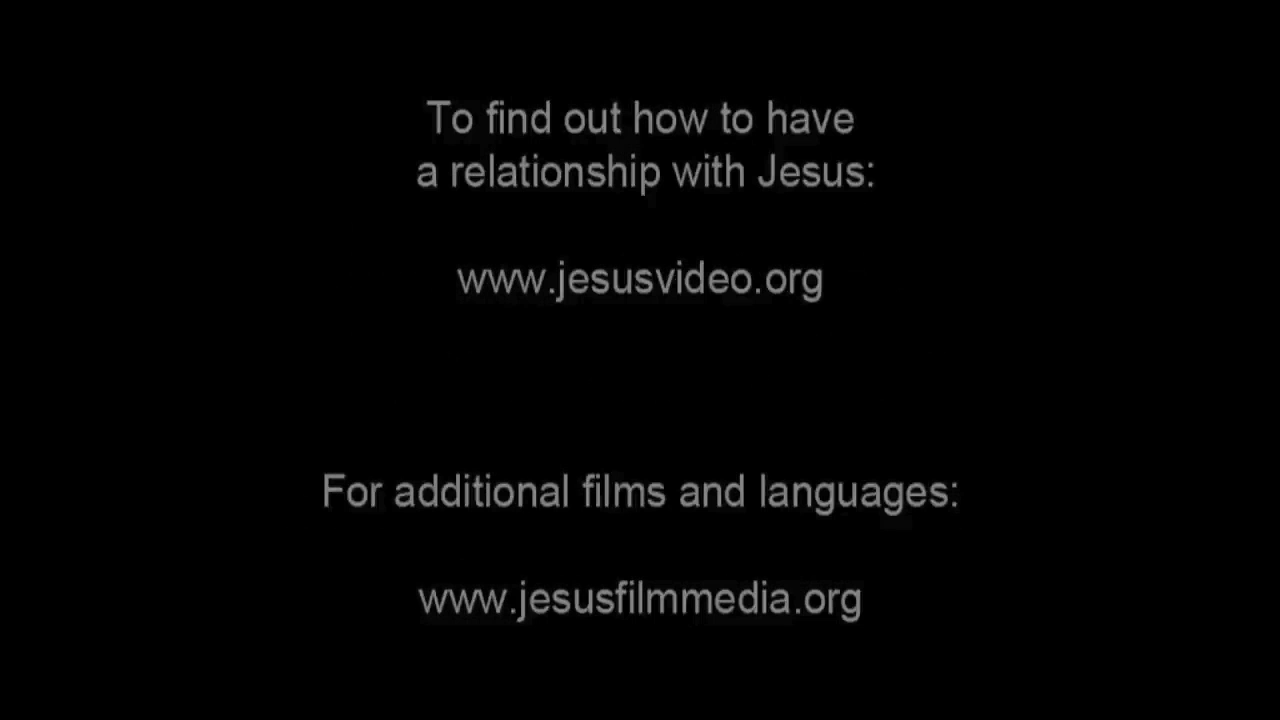 To find out how to have
a relationship with Jesus:
www.jesusvideo.org
For additional films and languages:
www.jesusfilmmedia.org